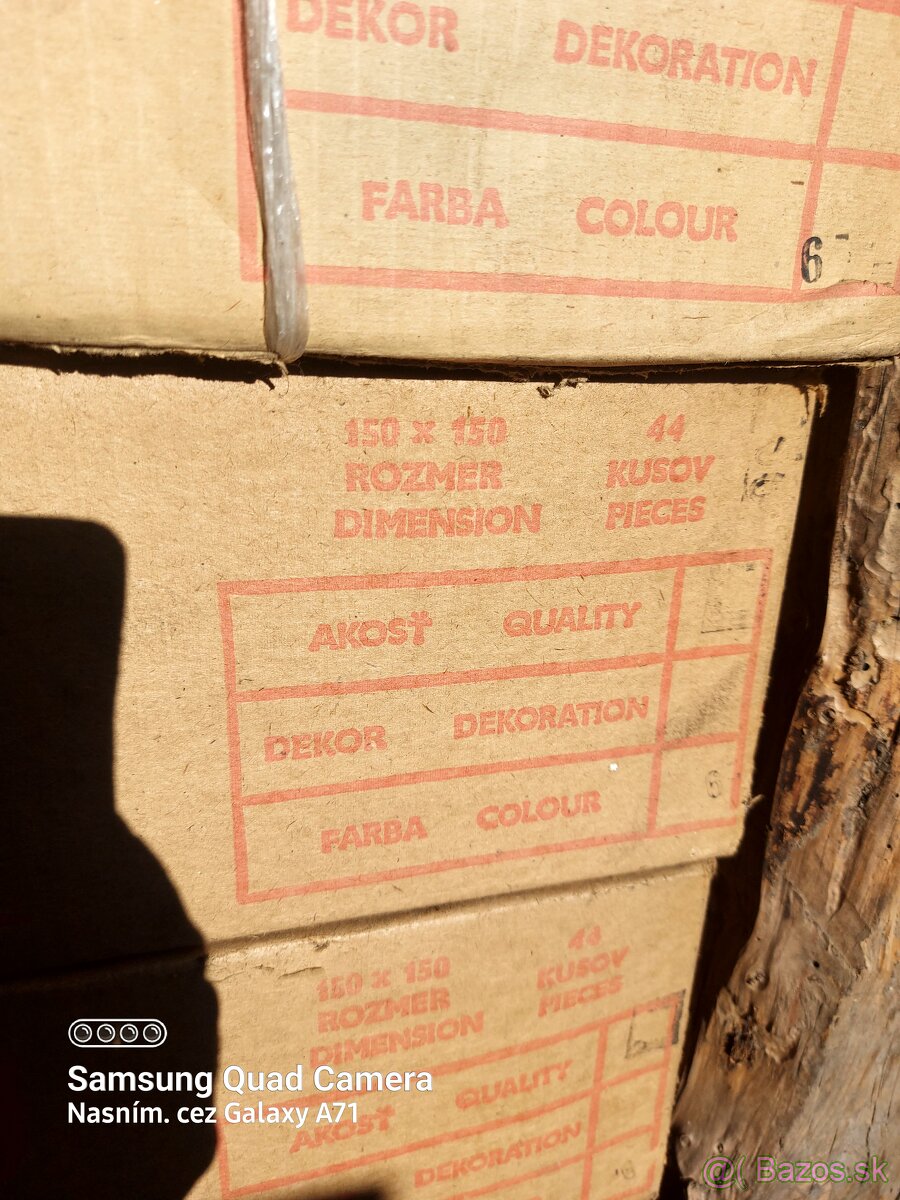 DEKOR DEKORATION
FARBA COLOUR 6
150 x 150 44
ROZMER KUSOV
DIMENSION PIECES
AKOSŤ QUALITY
DEKOR DEKORATION
FARBA COLOUR 6
150 x 150 44
ROZMER KUSOV
DIMENSION PIECES
AKOSŤ QUALITY
DEKORATION
6
Samsung Quad Camera
Nasním. cez Galaxy A71
Bazos.sk